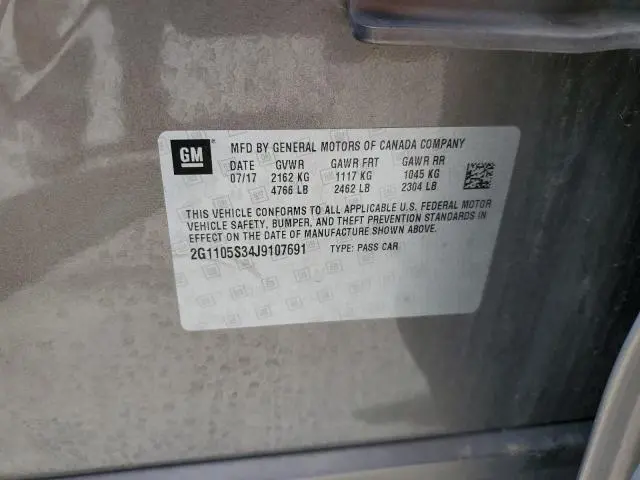 GM
MFD BY GENERAL MOTORS OF CANADA COMPANY
DATE GVWR GAWR FRT GAWR RR
07/17 2162 KG 1117 KG 1045 KG
4766 LB 2462 LB 2304 LB
THIS VEHICLE CONFORMS TO ALL APPLICABLE U.S. FEDERAL MOTOR
VEHICLE SAFETY, BUMPER, AND THEFT PREVENTION STANDARDS IN
EFFECT ON THE DATE OF MANUFACTURE SHOWN ABOVE.
2G1105S34J9107691 TYPE: PASS CAR